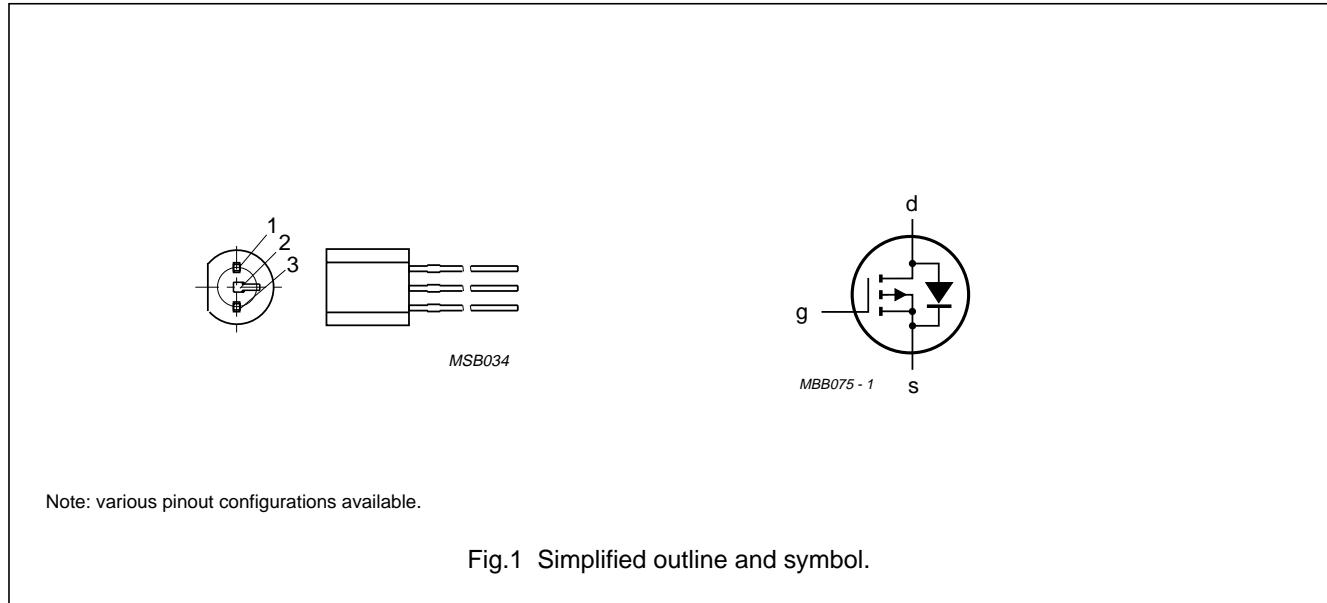 1
2
3
MSB034
d
g
MBB075 - 1
s
Note: various pinout configurations available.
Fig.1 Simplified outline and symbol.